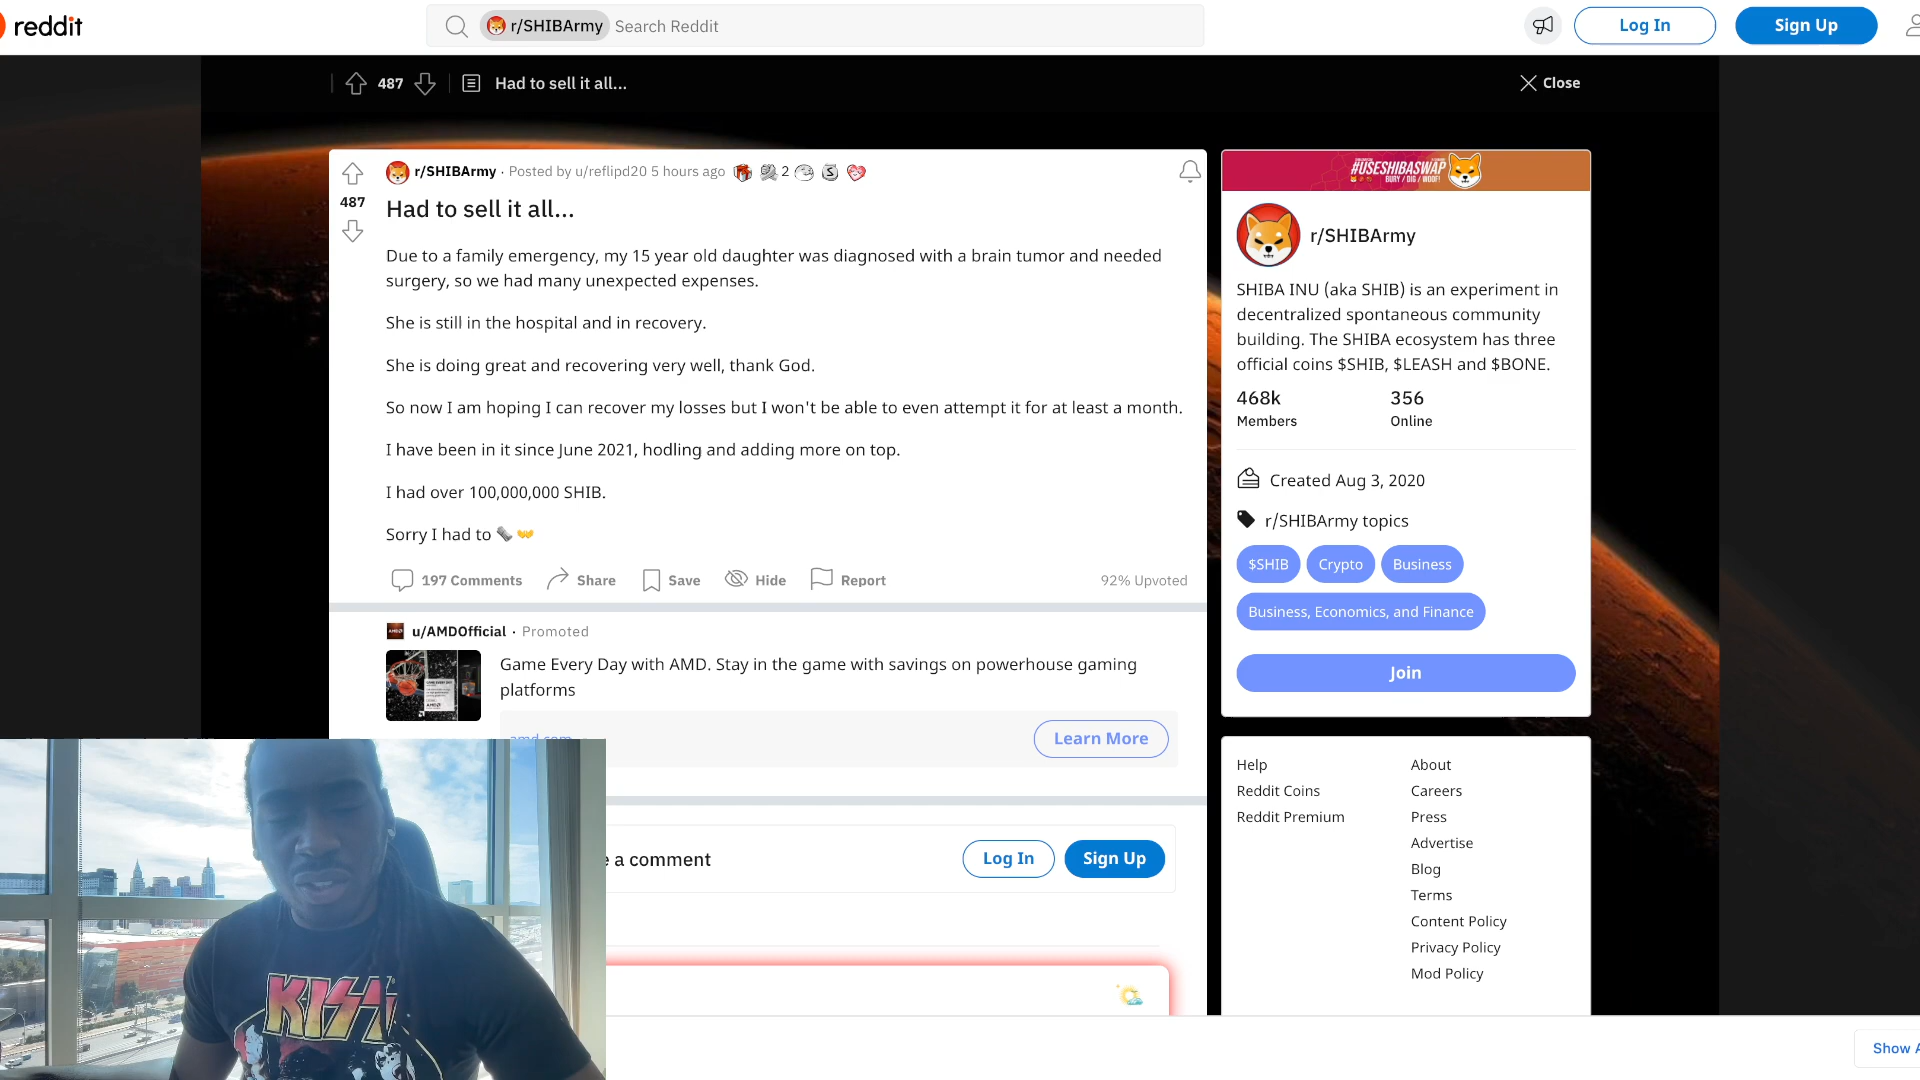 reddit
r/SHIBArmy Search Reddit
Log In
Sign Up
487
Had to sell it all...
Close
r/SHIBArmy · Posted by u/reflipd20 5 hours ago
2
487
Had to sell it all...
Due to a family emergency, my 15 year old daughter was diagnosed with a brain tumor and needed
surgery, so we had many unexpected expenses.
She is still in the hospital and in recovery.
She is doing great and recovering very well, thank God.
So now I am hoping I can recover my losses but I won't be able to even attempt it for at least a month.
I have been in it since June 2021, hodling and adding more on top.
I had over 100,000,000 SHIB.
Sorry I had to 🧻 👐
197 Comments Share Save Hide Report 92% Upvoted
u/AMDOfficial · Promoted
Game Every Day with AMD. Stay in the game with savings on powerhouse gaming
platforms
amd.com
Learn More
e a comment
Log In
Sign Up
#USESHIBASWAP
BURY / DIG / WOOF!
r/SHIBArmy
SHIBA INU (aka SHIB) is an experiment in
decentralized spontaneous community
building. The SHIBA ecosystem has three
official coins $SHIB, $LEASH and $BONE.
468k 356
Members Online
Created Aug 3, 2020
r/SHIBArmy topics
$SHIB Crypto Business
Business, Economics, and Finance
Join
Help About
Reddit Coins Careers
Reddit Premium Press
Advertise
Blog
Terms
Content Policy
Privacy Policy
Mod Policy
Show A
KISS